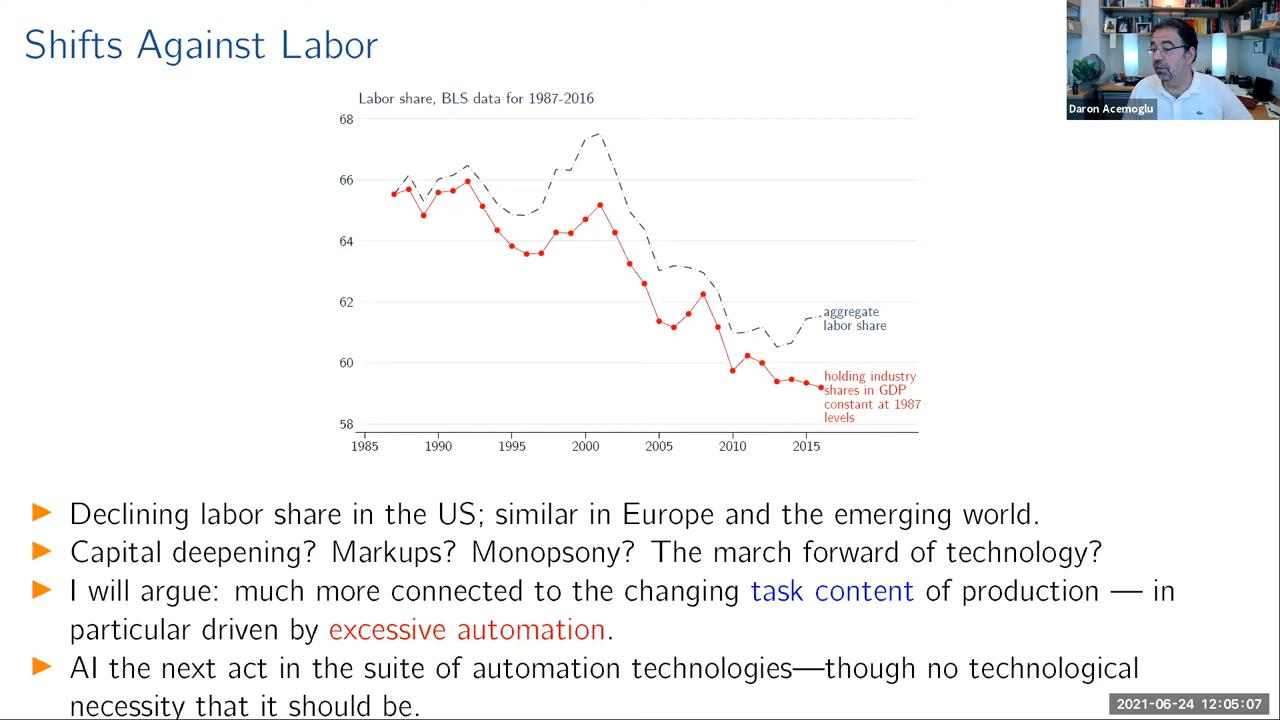 Shifts Against Labor
Daron Acemoglu
Labor share, BLS data for 1987-2016
68
66
64
62
60
58
aggregate
labor share
holding industry
shares in GDP
constant at 1987
levels
1985 1990 1995 2000 2005 2010 2015
Declining labor share in the US; similar in Europe and the emerging world.
Capital deepening? Markups? Monopsony? The march forward of technology?
I will argue: much more connected to the changing task content of production — in
particular driven by excessive automation.
AI the next act in the suite of automation technologies—though no technological
necessity that it should be.
2021-06-24 12:05:07